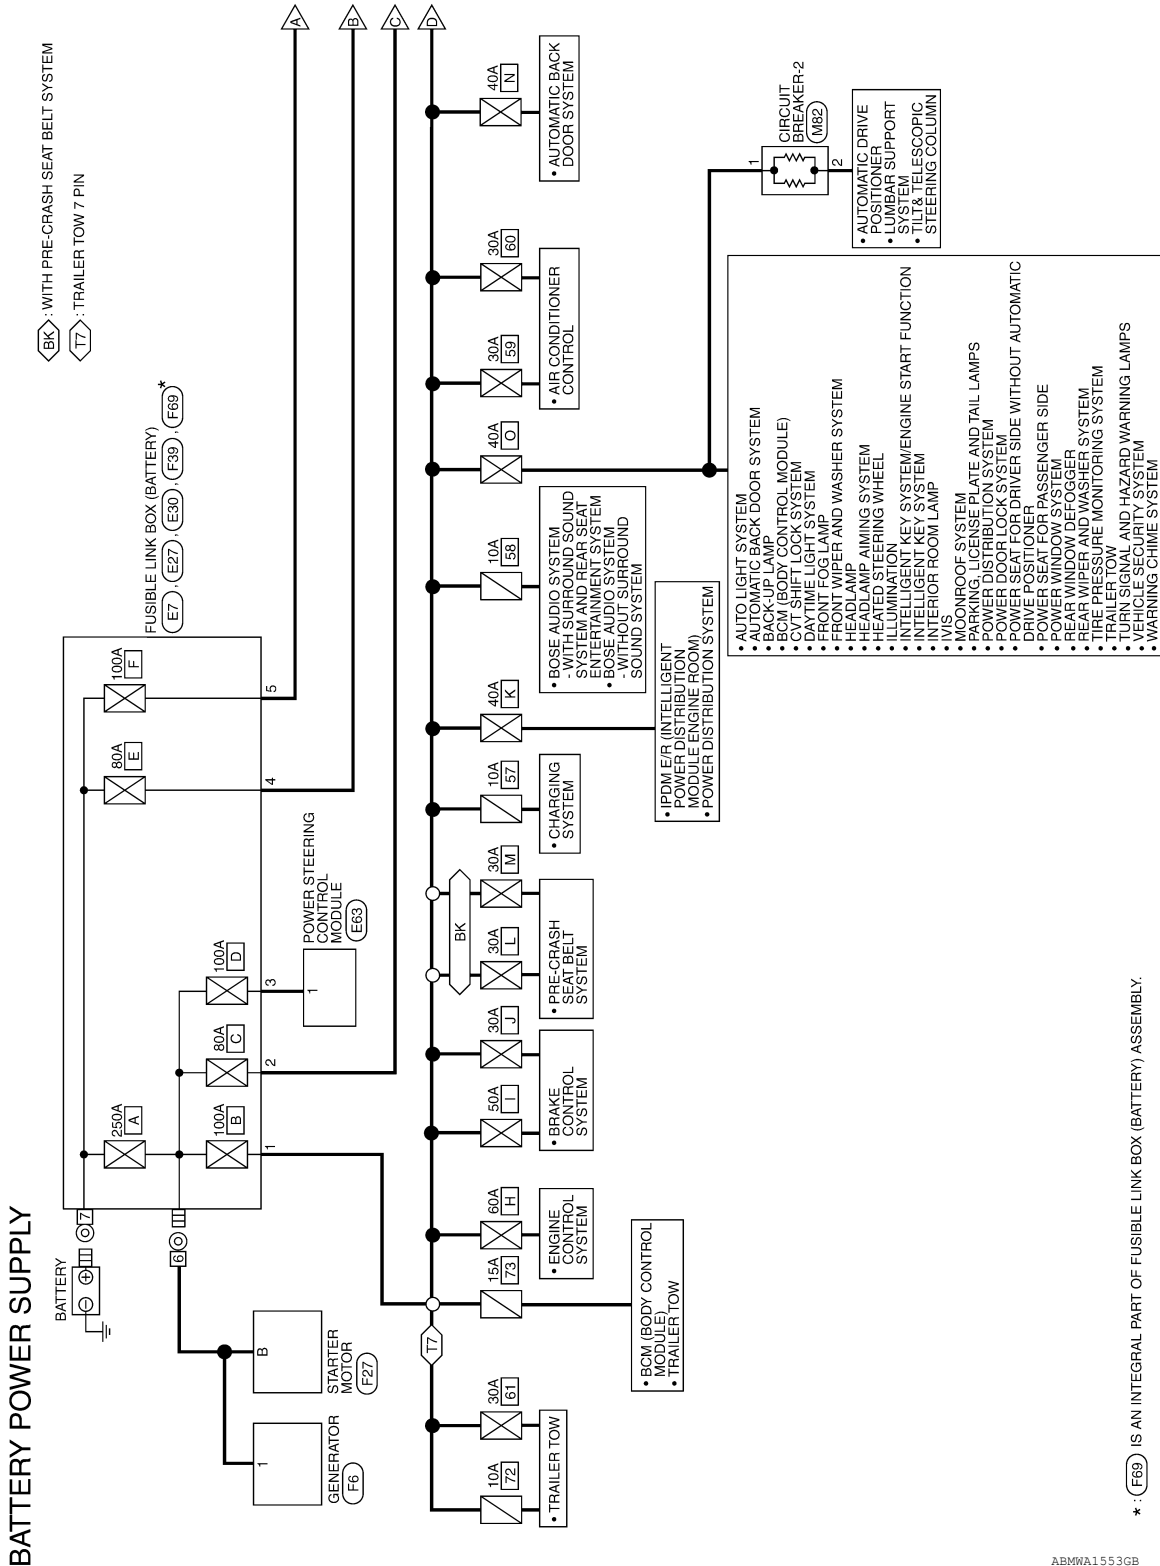 BATTERY POWER SUPPLY
BK : WITH PRE-CRASH SEAT BELT SYSTEM
T7 : TRAILER TOW 7 PIN
BATTERY
7
6
FUSIBLE LINK BOX (BATTERY)
E7 , E27 , E30 , F39 , F69 *
250A
A
100A
B
80A
C
100A
D
80A
E
100A
F
1
2
3
4
5
GENERATOR
F6
1
STARTER
MOTOR
F27
B
POWER STEERING
CONTROL
MODULE
E63
1
A
B
C
D
T7
BK
10A
72
30A
61
• TRAILER TOW
15A
73
• BCM (BODY CONTROL
MODULE)
• TRAILER TOW
60A
H
• ENGINE
CONTROL
SYSTEM
50A
I
30A
J
• BRAKE
CONTROL
SYSTEM
30A
L
30A
M
• PRE-CRASH
SEAT BELT
SYSTEM
10A
57
• CHARGING
SYSTEM
40A
K
• IPDM E/R (INTELLIGENT
POWER DISTRIBUTION
MODULE ENGINE ROOM)
• POWER DISTRIBUTION SYSTEM
10A
58
• BOSE AUDIO SYSTEM
- WITH SURROUND SOUND
SYSTEM AND REAR SEAT
ENTERTAINMENT SYSTEM
• BOSE AUDIO SYSTEM
- WITHOUT SURROUND
SOUND SYSTEM
40A
O
30A
59
30A
60
• AIR CONDITIONER
CONTROL
40A
N
• AUTOMATIC BACK
DOOR SYSTEM
CIRCUIT
BREAKER-2
M82
1
2
• AUTOMATIC DRIVE
POSITIONER
• LUMBAR SUPPORT
SYSTEM
• TILT& TELESCOPIC
STEERING COLUMN
• AUTO LIGHT SYSTEM
• AUTOMATIC BACK DOOR SYSTEM
• BACK-UP LAMP
• BCM (BODY CONTROL MODULE)
• CVT SHIFT LOCK SYSTEM
• DAYTIME LIGHT SYSTEM
• FRONT FOG LAMP
• FRONT WIPER AND WASHER SYSTEM
• HEADLAMP
• HEADLAMP AIMING SYSTEM
• HEATED STEERING WHEEL
• ILLUMINATION
• INTELLIGENT KEY SYSTEM/ENGINE START FUNCTION
• INTELLIGENT KEY SYSTEM
• INTERIOR ROOM LAMP
• IVIS
• MOONROOF SYSTEM
• PARKING, LICENSE PLATE AND TAIL LAMPS
• POWER DISTRIBUTION SYSTEM
• POWER DOOR LOCK SYSTEM
• POWER SEAT FOR DRIVER SIDE WITHOUT AUTOMATIC
DRIVE POSITIONER
• POWER SEAT FOR PASSENGER SIDE
• POWER WINDOW SYSTEM
• REAR WINDOW DEFOGGER
• REAR WIPER AND WASHER SYSTEM
• TIRE PRESSURE MONITORING SYSTEM
• TRAILER TOW
• TURN SIGNAL AND HAZARD WARNING LAMPS
• VEHICLE SECURITY SYSTEM
• WARNING CHIME SYSTEM
* : F69 IS AN INTEGRAL PART OF FUSIBLE LINK BOX (BATTERY) ASSEMBLY.
ABMWA1553GB